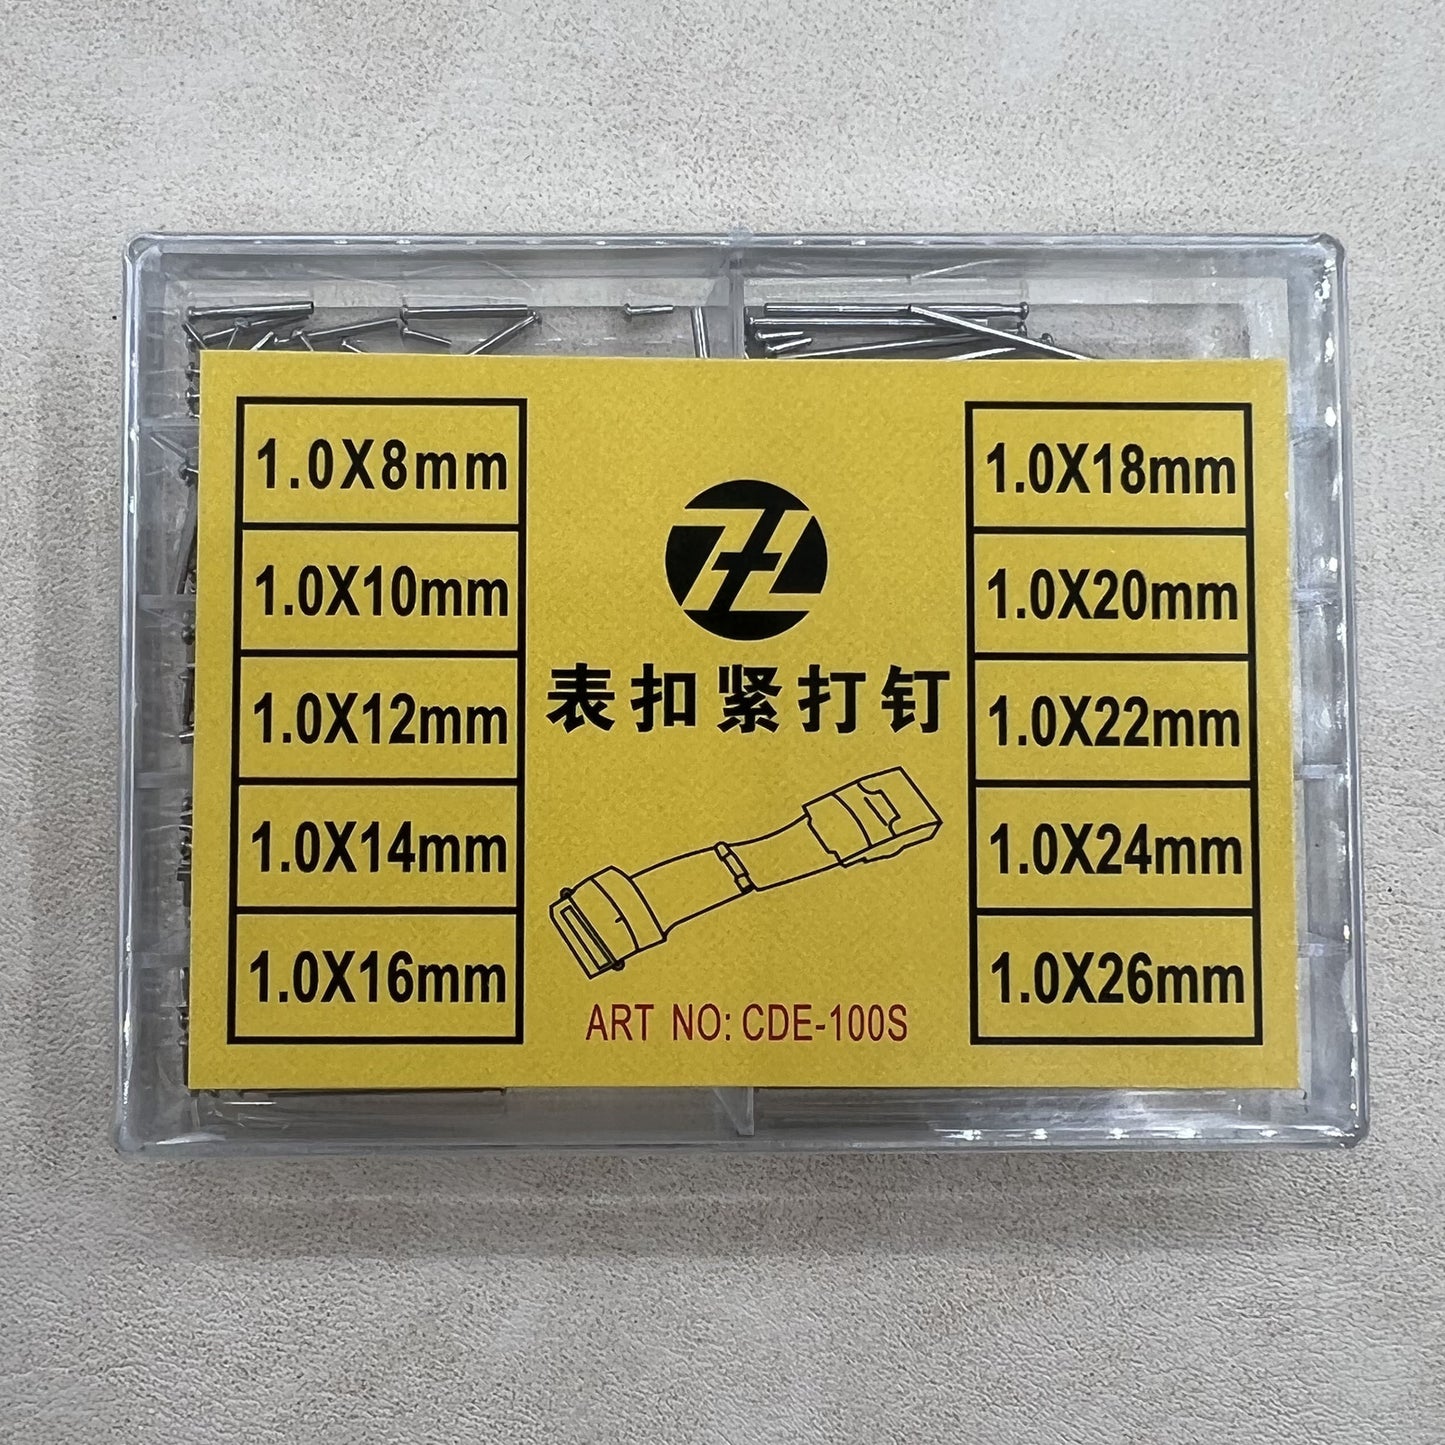 1.0X8mm
1.0X10mm
1.0X12mm
1.0X14mm
1.0X16mm
表扣紧打钉
ART NO: CDE-100S
1.0X18mm
1.0X20mm
1.0X22mm
1.0X24mm
1.0X26mm